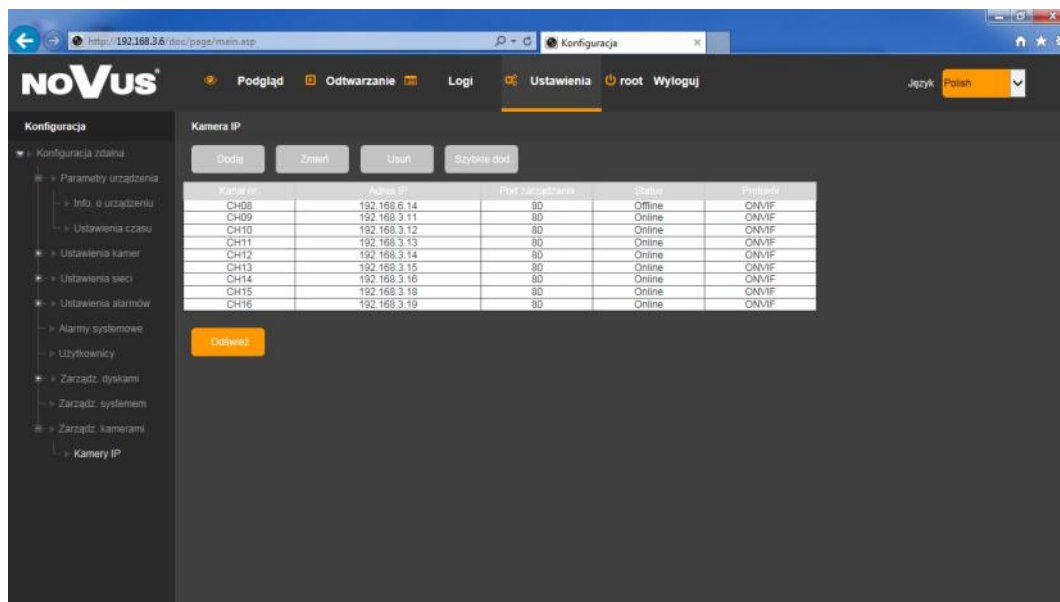 http://192.168.3.6/doc/page/main.asp
Konfiguracja
NOVUS
Podgląd Odtwarzanie Logi Ustawienia root Wyloguj
Język Polish
Konfiguracja
Kamera IP
Konfiguracja zdalna
Parametry urządzenia
Info. o urządzeniu
Ustawienia czasu
Ustawienia kamer
Ustawienia sieci
Ustawienia alarmów
Alarmy systemowe
Użytkownicy
Zarządz. dyskami
Zarządz. systemem
Zarządz. kamerami
Kamery IP
Dodaj Zmień Usuń Szybkie dod.
Kanał nr. Adres IP Port zarządzania Status Protokół
CH08 192.168.6.14 80 Offline ONVIF
CH09 192.168.3.11 80 Online ONVIF
CH10 192.168.3.12 80 Online ONVIF
CH11 192.168.3.13 80 Online ONVIF
CH12 192.168.3.14 80 Online ONVIF
CH13 192.168.3.15 80 Online ONVIF
CH14 192.168.3.16 80 Online ONVIF
CH15 192.168.3.18 80 Online ONVIF
CH16 192.168.3.19 80 Online ONVIF
Odśwież